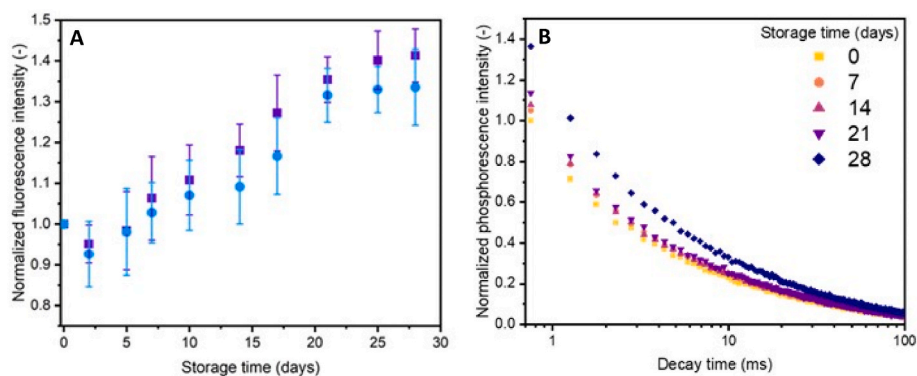 A
Normalized fluorescence intensity (-)
1.5
1.4
1.3
1.2
1.1
1.0
0.9
0.8
0 5 10 15 20 25 30
Storage time (days)
B
Normalized phosphorescence intensity (-)
1.4
1.2
1.0
0.8
0.6
0.4
0.2
0.0
1 10 100
Decay time (ms)
Storage time (days)
0
7
14
21
28